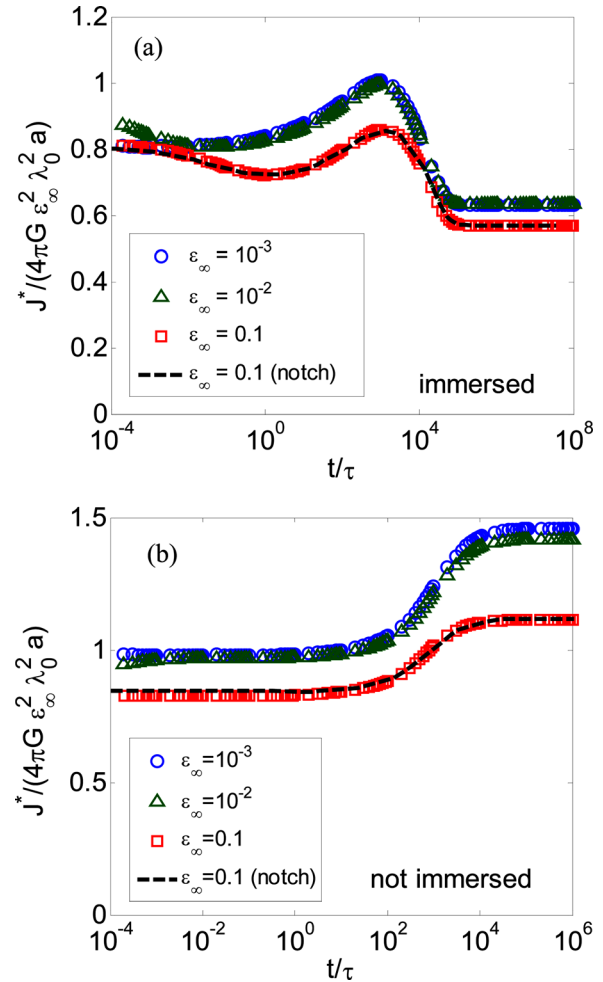 (a)
1.2
1
0.8
0.6
0.4
0.2
0
J*/(4πG ε∞² λ₀² a)
ε∞ = 10⁻³
ε∞ = 10⁻²
ε∞ = 0.1
ε∞ = 0.1 (notch)
immersed
10⁻⁴ 10⁰ 10⁴ 10⁸
t/τ
(b)
1.5
1
0.5
0
J*/(4πG ε∞² λ₀² a)
ε∞=10⁻³
ε∞=10⁻²
ε∞=0.1
ε∞=0.1 (notch)
not immersed
10⁻⁴ 10⁻² 10⁰ 10² 10⁴ 10⁶
t/τ